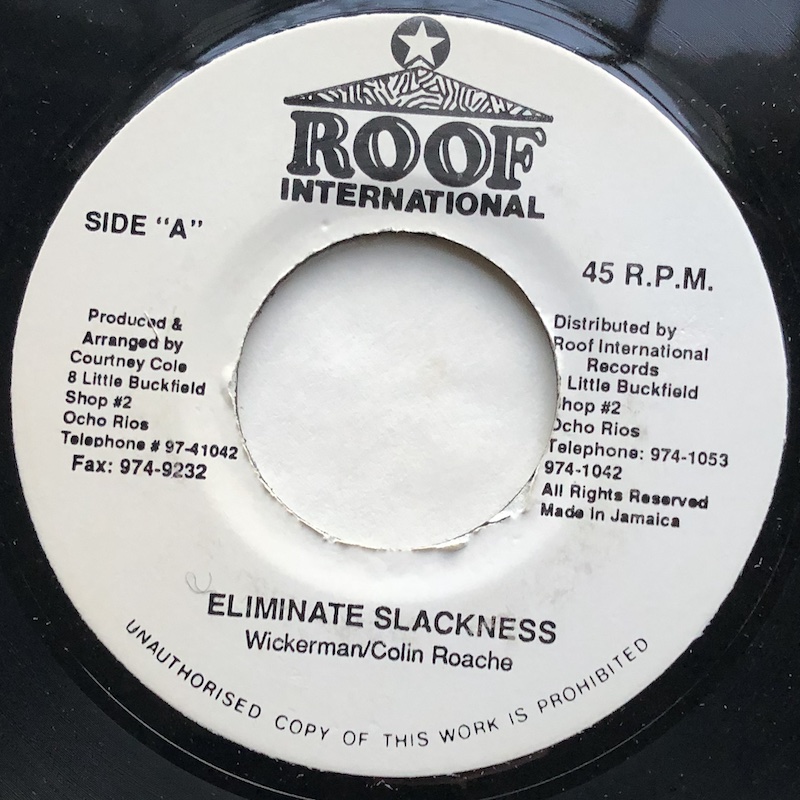 ROOF
INTERNATIONAL
SIDE "A"
45 R.P.M.
Produced &
Arranged by
Courtney Cole
8 Little Buckfield
Shop #2
Ocho Rios
Telephone # 97-41042
Fax: 974-9232
Distributed by
Roof International
Records
Little Buckfield
hop #2
Ocho Rios
Telephone: 974-1053
974-1042
All Rights Reserved
Made In Jamaica
ELIMINATE SLACKNESS
Wickerman/Colin Roache
UNAUTHORISED COPY OF THIS WORK IS PROHIBITED